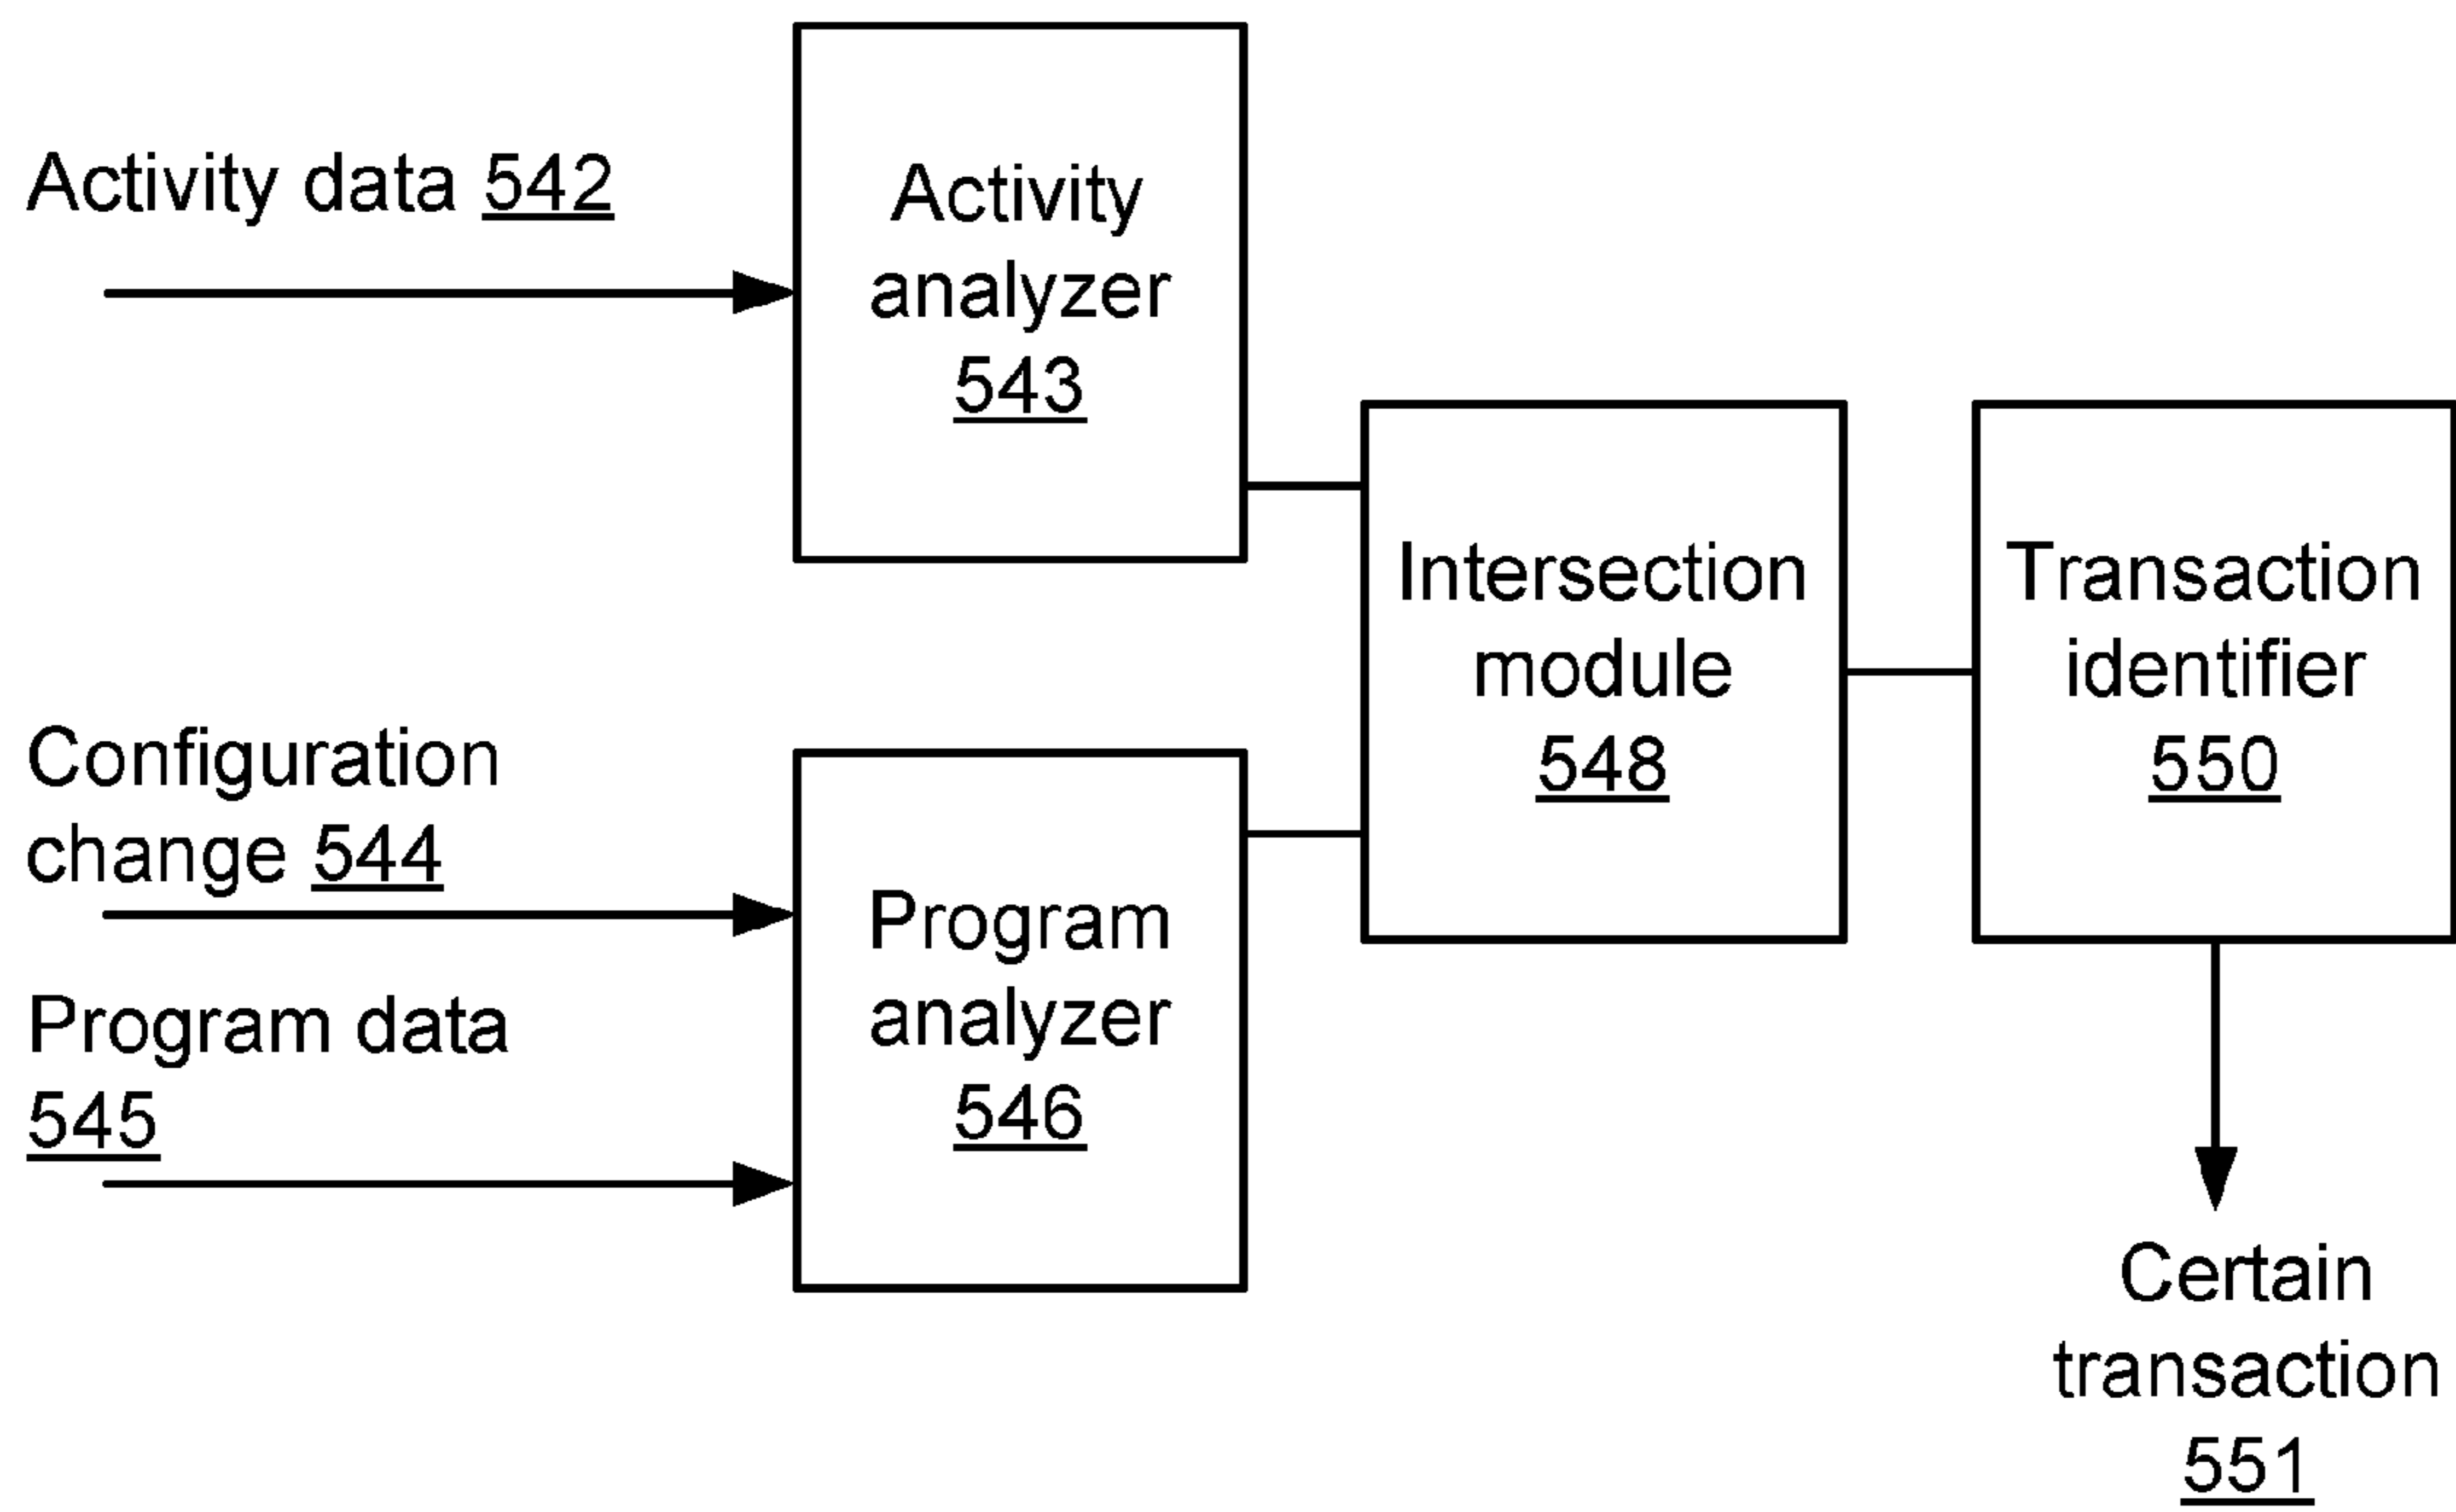 Activity data 542
Activity
analyzer
543
Configuration
change 544
Program data
545
Program
analyzer
546
Intersection
module
548
Transaction
identifier
550
Certain
transaction
551